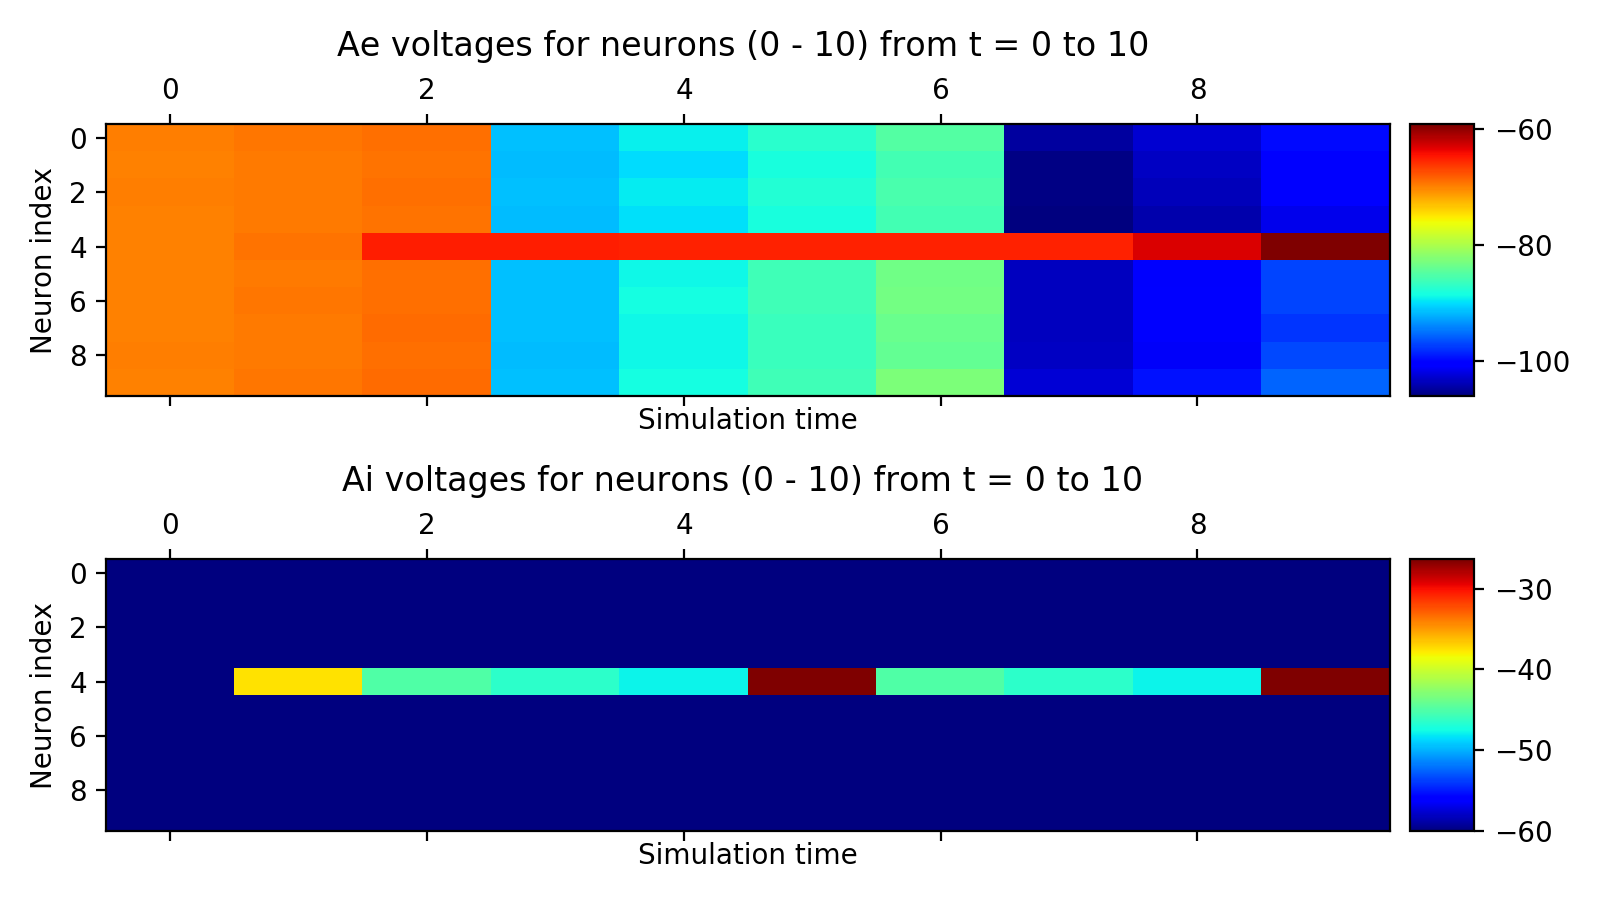 Ae voltages for neurons (0 - 10) from t = 0 to 10
0 2 4 6 8
Neuron index
0
2
4
6
8
−60
−80
−100
Simulation time
Ai voltages for neurons (0 - 10) from t = 0 to 10
0 2 4 6 8
Neuron index
0
2
4
6
8
−30
−40
−50
−60
Simulation time